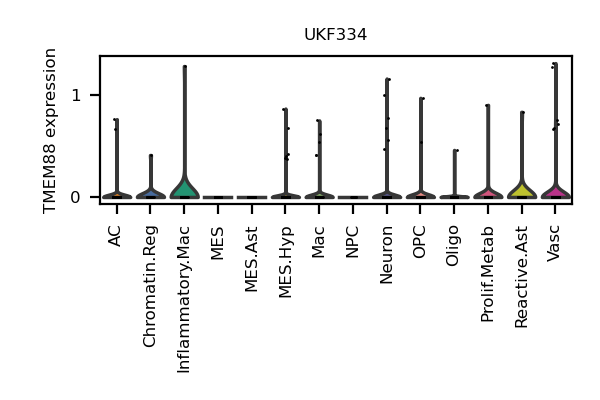 UKF334
TMEM88 expression
1
0
AC
Chromatin.Reg
Inflammatory.Mac
MES
MES.Ast
MES.Hyp
Mac
NPC
Neuron
OPC
Oligo
Prolif.Metab
Reactive.Ast
Vasc